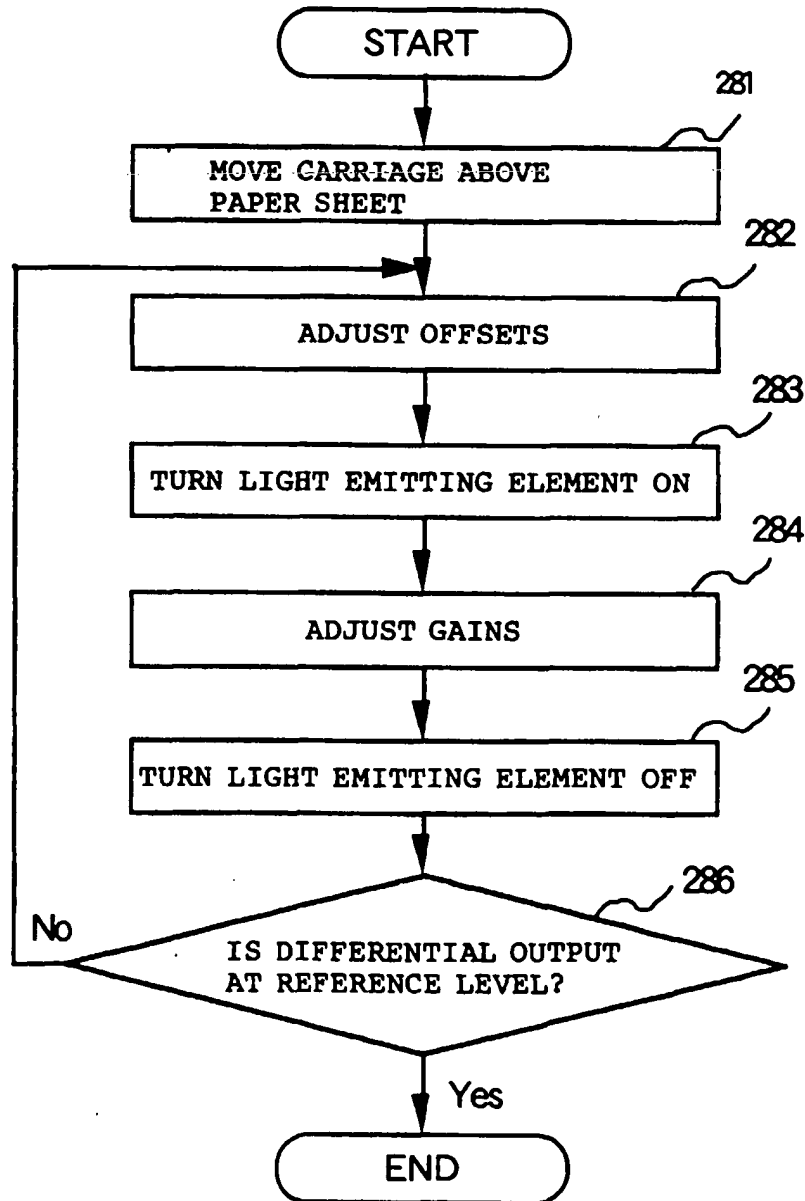 START
281
MOVE CARRIAGE ABOVE
PAPER SHEET
282
ADJUST OFFSETS
283
TURN LIGHT EMITTING ELEMENT ON
284
ADJUST GAINS
285
TURN LIGHT EMITTING ELEMENT OFF
286
No
IS DIFFERENTIAL OUTPUT
AT REFERENCE LEVEL?
Yes
END